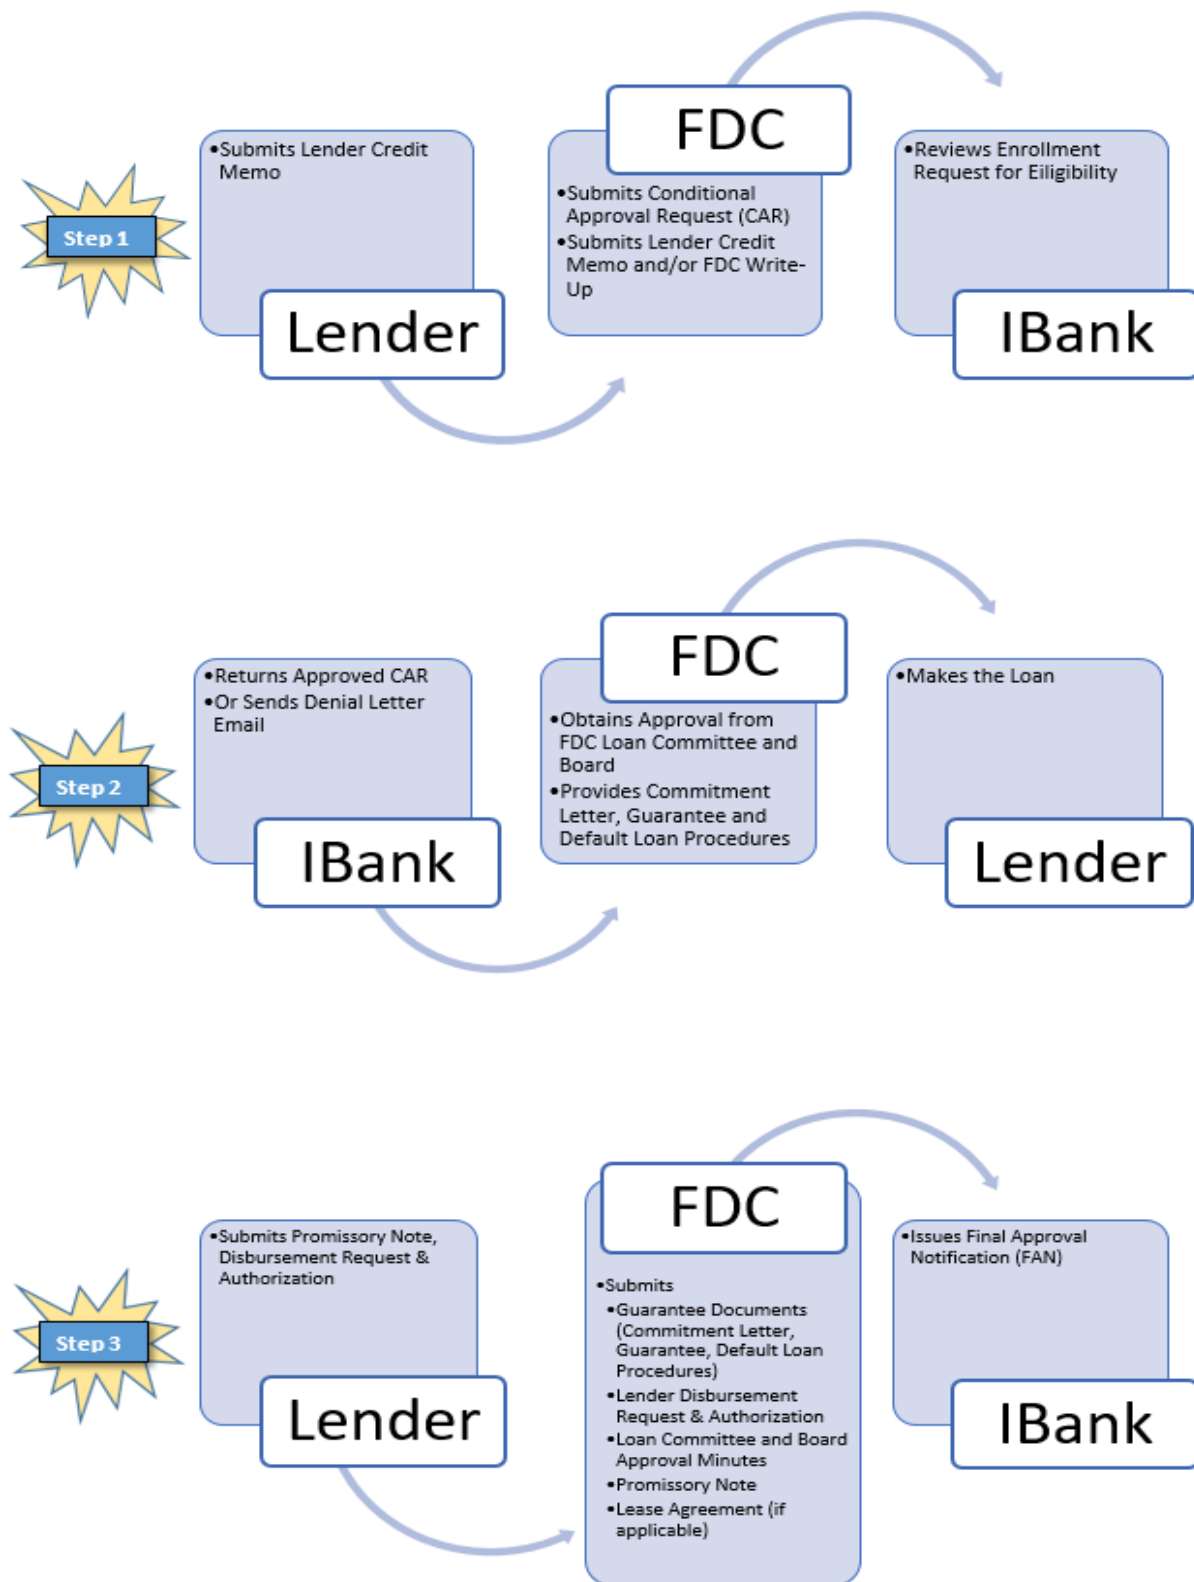 Step 1
•Submits Lender Credit
Memo
Lender
FDC
•Submits Conditional
Approval Request (CAR)
•Submits Lender Credit
Memo and/or FDC Write-
Up
•Reviews Enrollment
Request for Eiligibility
IBank
Step 2
•Returns Approved CAR
•Or Sends Denial Letter
Email
IBank
FDC
•Obtains Approval from
FDC Loan Committee and
Board
•Provides Commitment
Letter, Guarantee and
Default Loan Procedures
•Makes the Loan
Lender
Step 3
•Submits Promissory Note,
Disbursement Request &
Authorization
Lender
FDC
•Submits
•Guarantee Documents
(Commitment Letter,
Guarantee, Default Loan
Procedures)
•Lender Disbursement
Request & Authorization
•Loan Committee and Board
Approval Minutes
•Promissory Note
•Lease Agreement (if
applicable)
•Issues Final Approval
Notification (FAN)
IBank